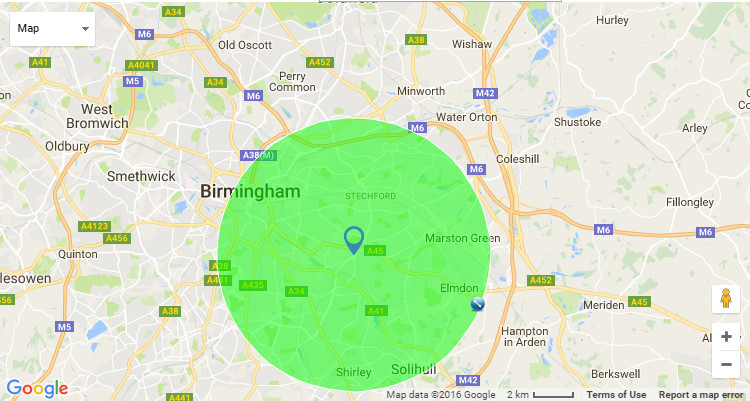 Map
A34
Hurley
M6
A38
Wishaw
Old Oscott
A41
A4041
A452
M5
Perry
Common
A34
Minworth
M42
M6
West
Bromwich
Water Orton
Shustoke
M6
Arley
Oldbury
A38(M)
Coleshill
M6
Smethwick
Birmingham
STECHFORD
Fillongley
A4123
M6
A456
Marston Green
M6
Quinton
A45
A38
lesowen
A441
A435
A34
Elmdon
A452
A456
A38
A41
Meriden
A45
M5
Hampton
in Arden
Solihull
Shirley
Berkswell
M42
Google
A441
Map data ©2016 Google
2 km
Terms of Use
Report a map error